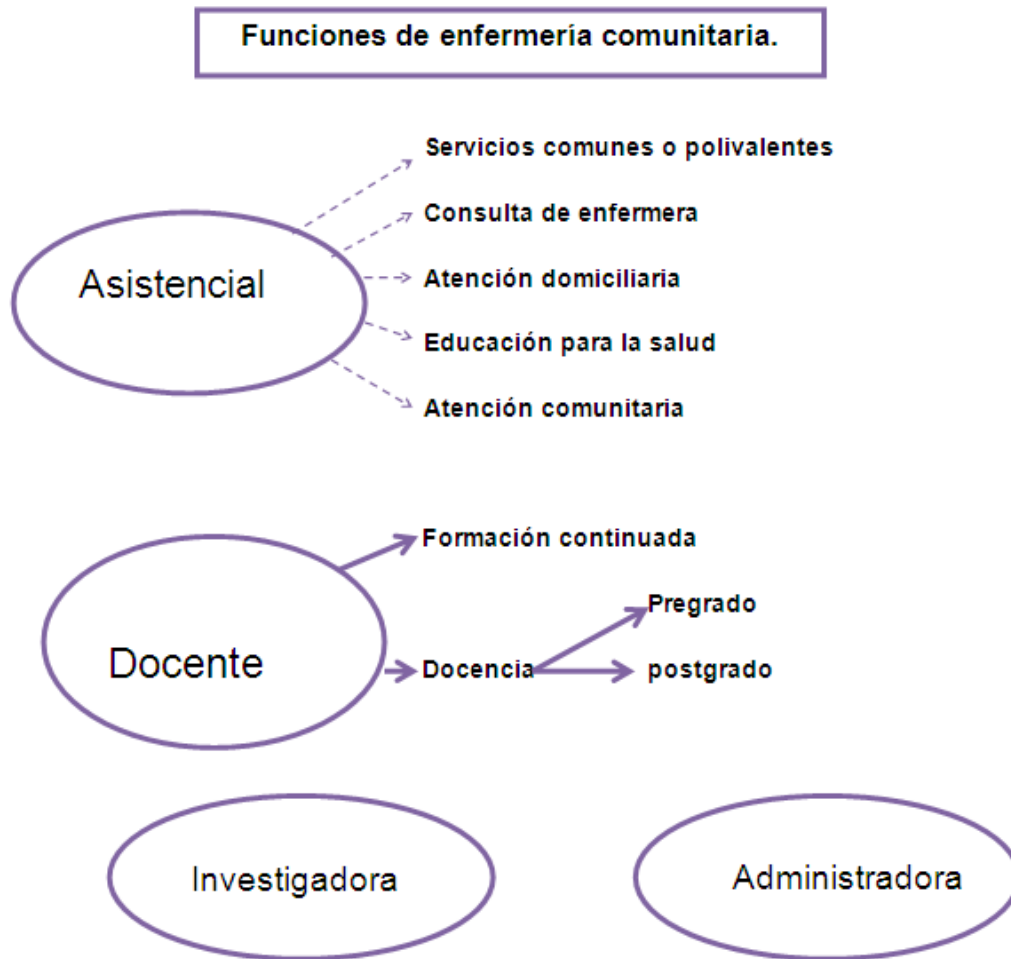 Funciones de enfermería comunitaria.
Servicios comunes o polivalentes
Consulta de enfermera
Asistencial
Atención domiciliaria
Educación para la salud
Atención comunitaria
Formación continuada
Pregrado
Docente
Docencia
postgrado
Investigadora
Administradora